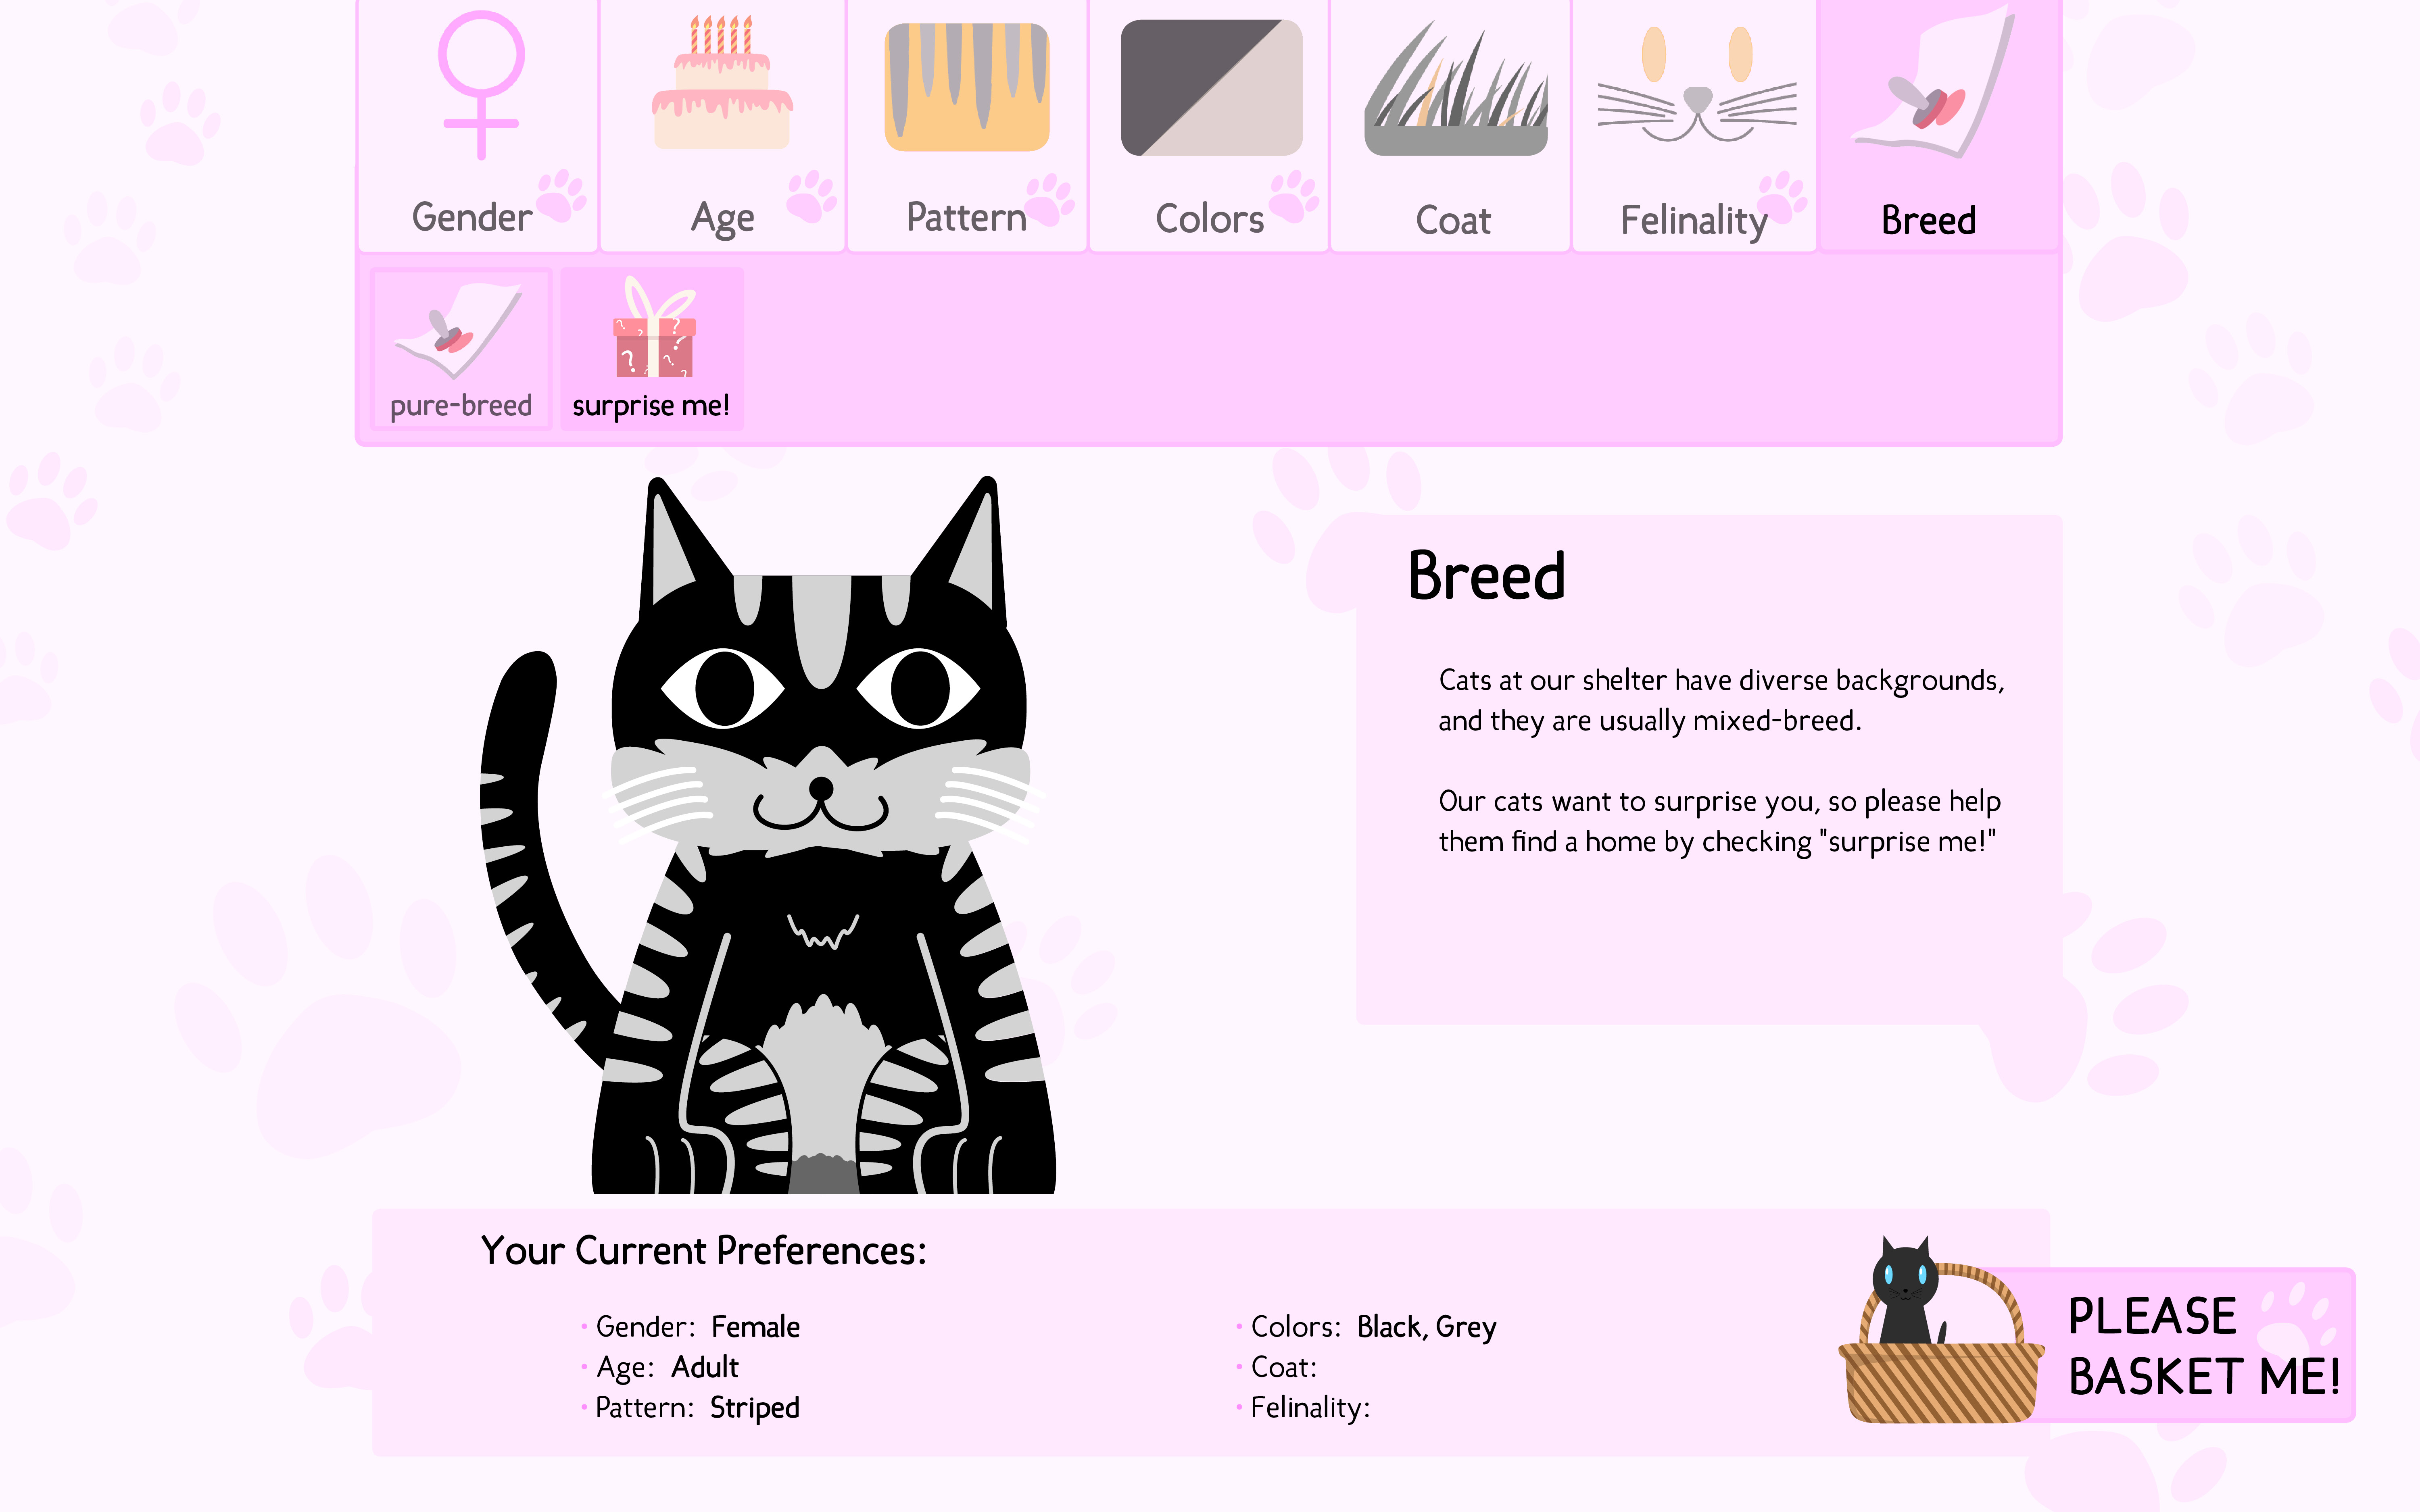 Gender
Age
Pattern
Colors
Coat
Felinality
Breed
pure-breed
surprise me!
Breed
Cats at our shelter have diverse backgrounds,
and they are usually mixed-breed.
Our cats want to surprise you, so please help
them find a home by checking "surprise me!"
Your Current Preferences:
• Gender: Female
• Age: Adult
• Pattern: Striped
• Colors: Black, Grey
• Coat:
• Felinality:
PLEASE
BASKET ME!